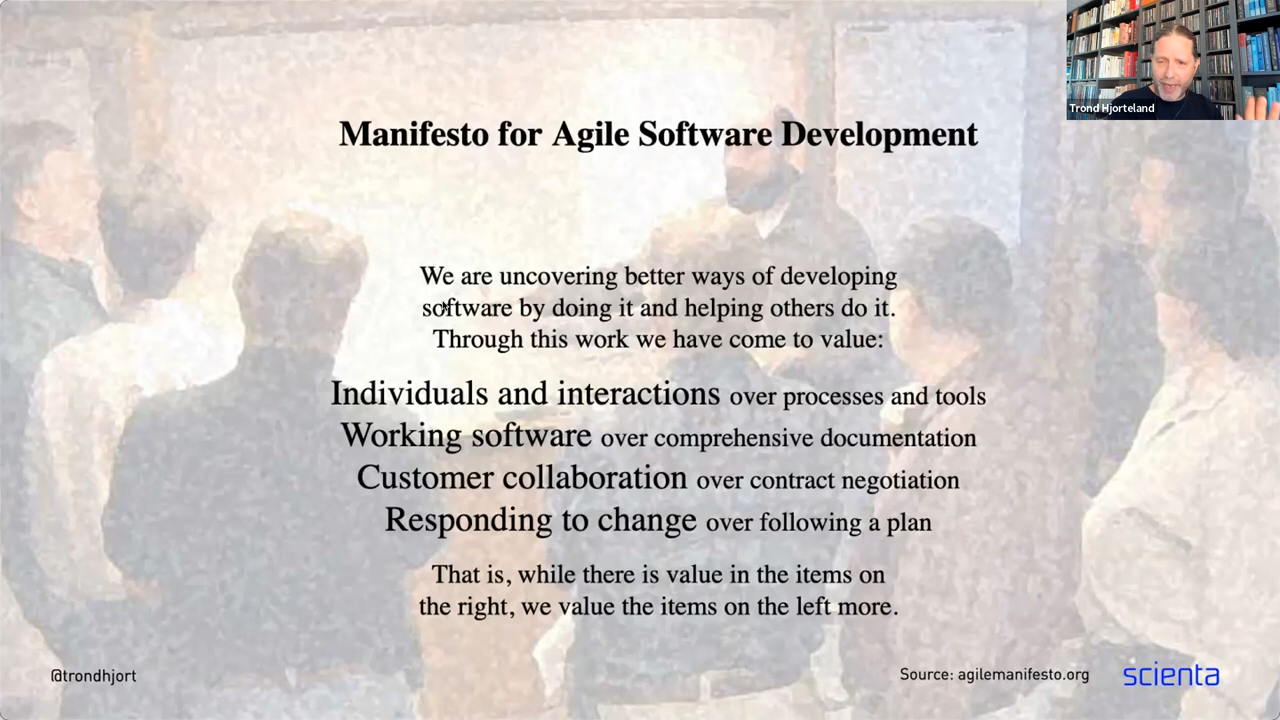 Trond Hjorteland
Manifesto for Agile Software Development
We are uncovering better ways of developing
software by doing it and helping others do it.
Through this work we have come to value:
Individuals and interactions over processes and tools
Working software over comprehensive documentation
Customer collaboration over contract negotiation
Responding to change over following a plan
That is, while there is value in the items on
the right, we value the items on the left more.
@trondhjort
Source: agilemanifesto.org
scienta